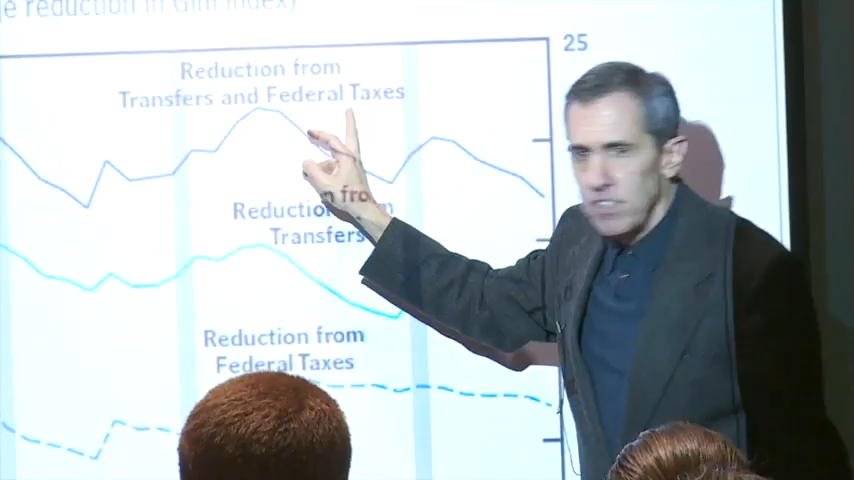 e reduction in Gini Index)
25
Reduction from
Transfers and Federal Taxes
Reduction from
Transfers
Reduction from
Federal Taxes